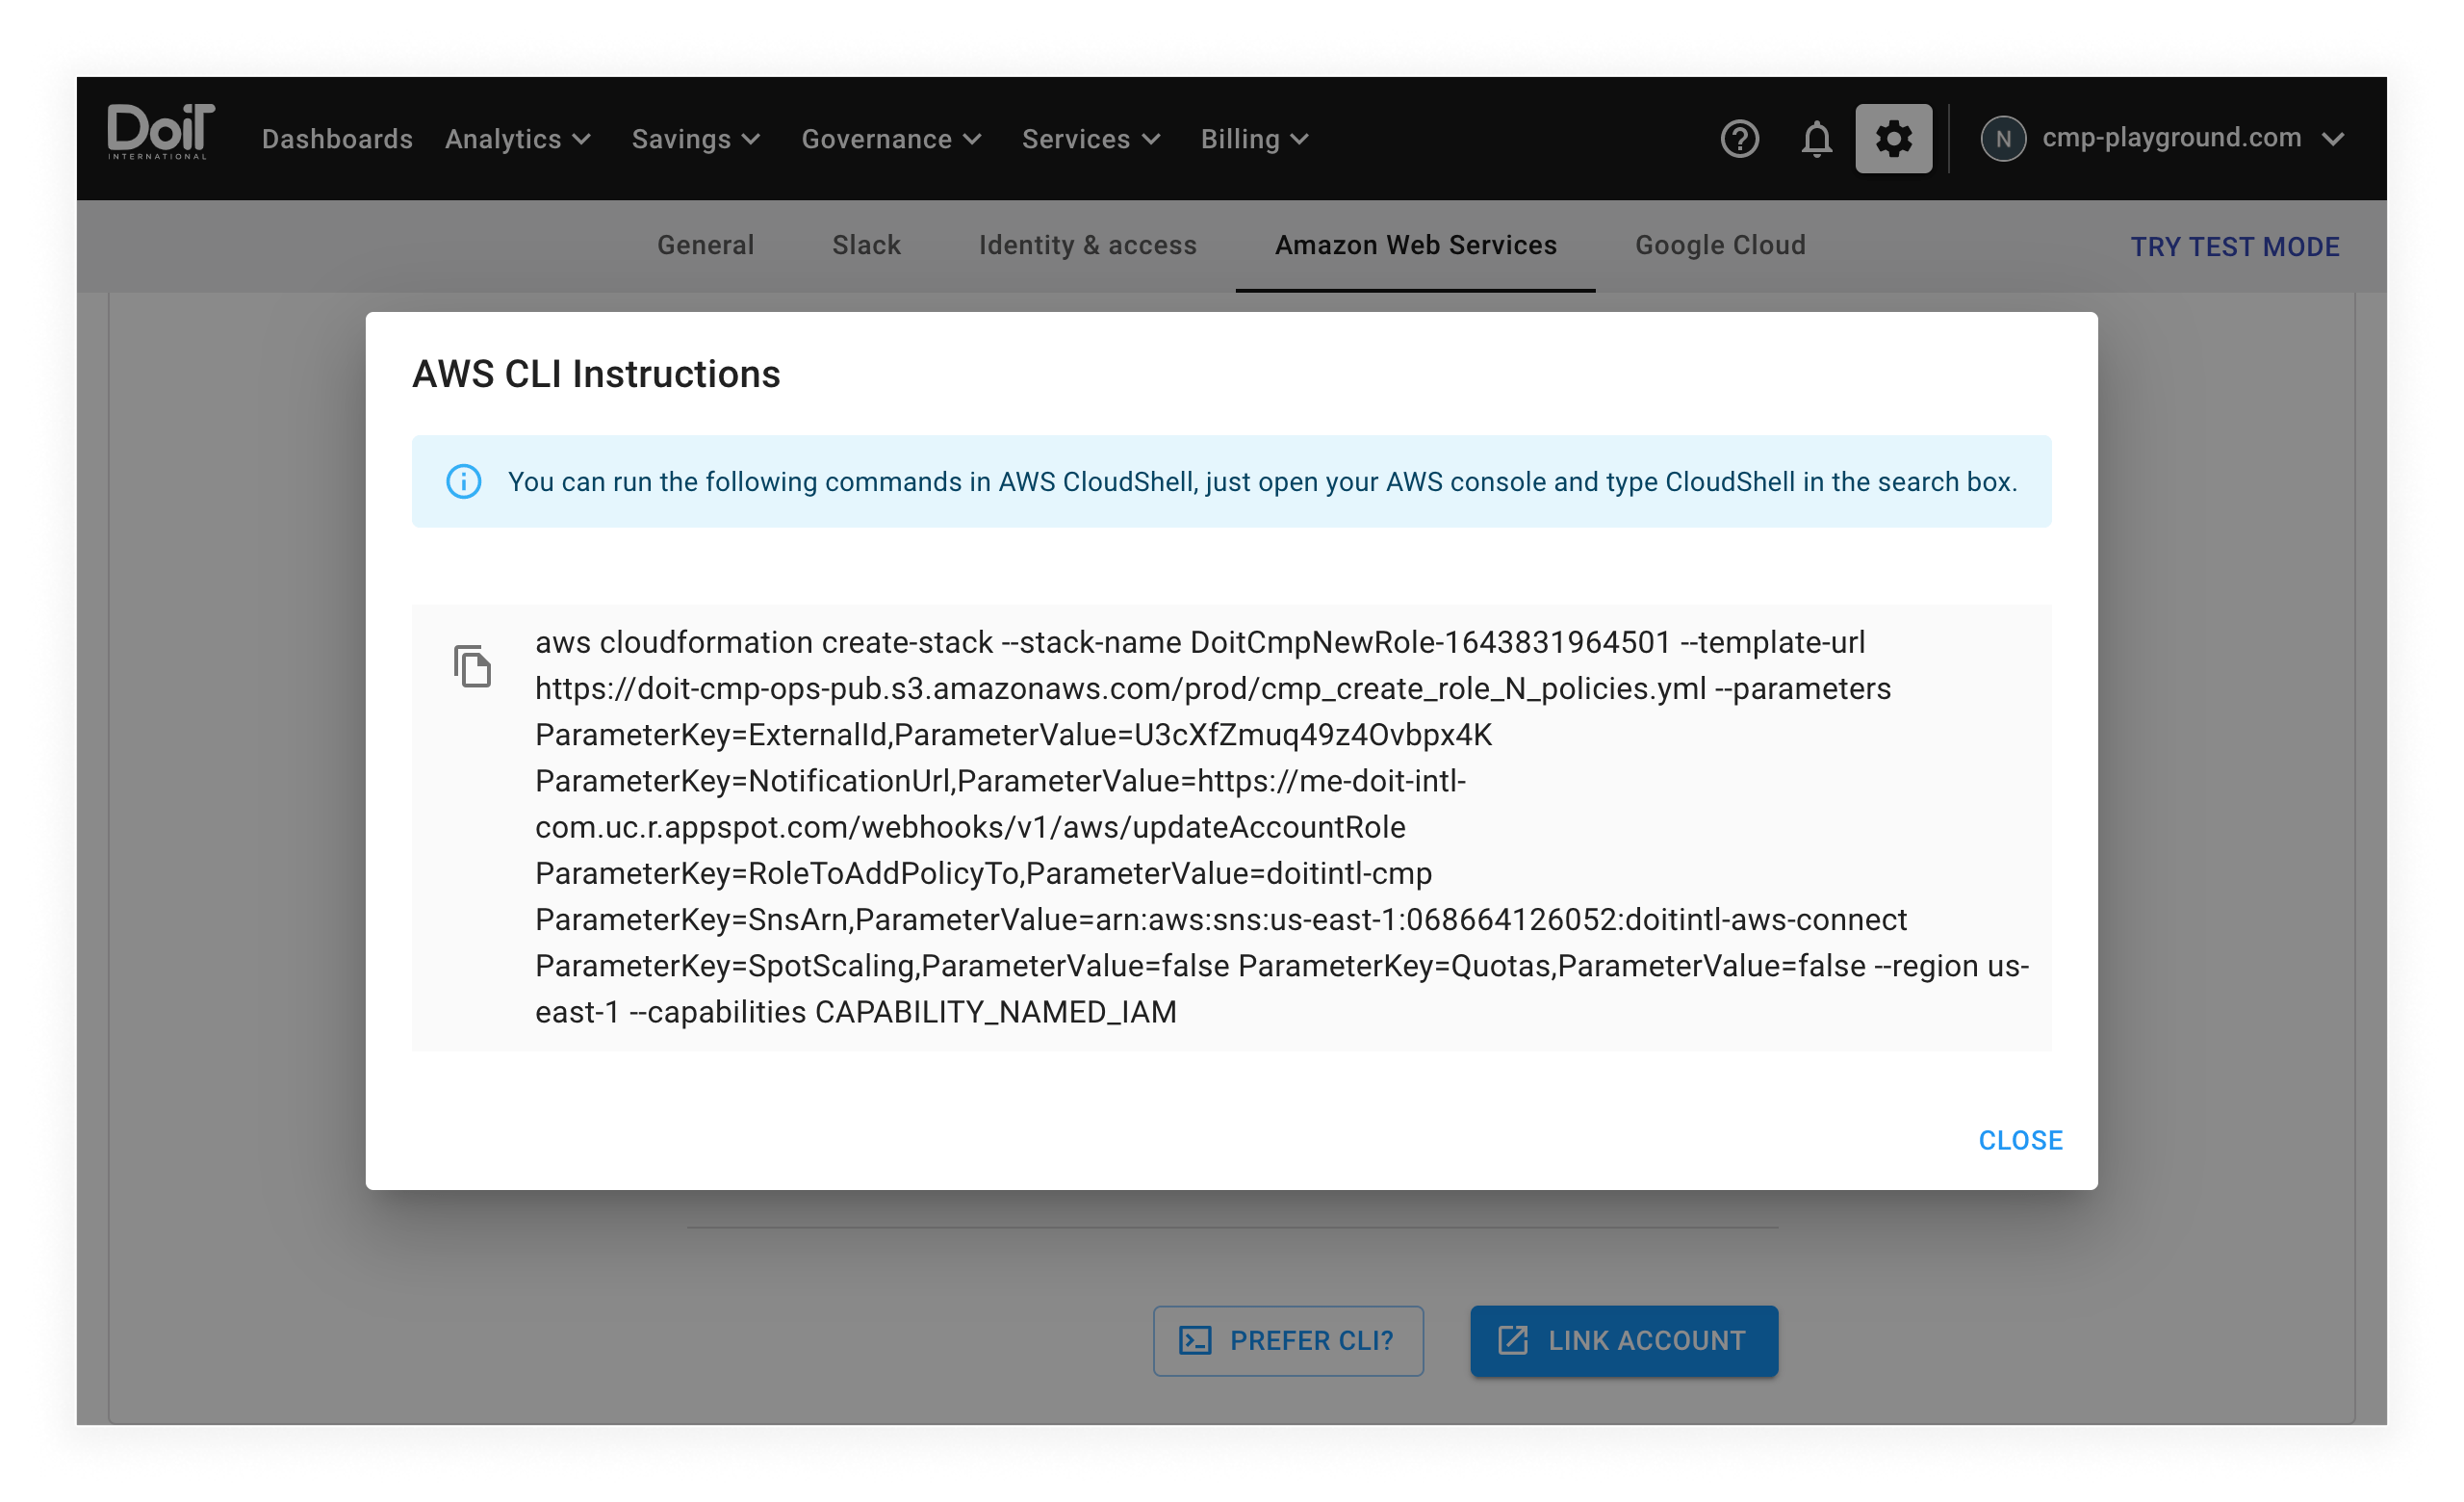 DoiT
INTERNATIONAL
Dashboards Analytics Savings Governance Services Billing N cmp-playground.com
General Slack Identity & access Amazon Web Services Google Cloud TRY TEST MODE
AWS CLI Instructions
You can run the following commands in AWS CloudShell, just open your AWS console and type CloudShell in the search box.
aws cloudformation create-stack --stack-name DoitCmpNewRole-1643831964501 --template-url
https://doit-cmp-ops-pub.s3.amazonaws.com/prod/cmp_create_role_N_policies.yml --parameters
ParameterKey=ExternalId,ParameterValue=U3cXfZmuq49z4Ovbpx4K
ParameterKey=NotificationUrl,ParameterValue=https://me-doit-intl-
com.uc.r.appspot.com/webhooks/v1/aws/updateAccountRole
ParameterKey=RoleToAddPolicyTo,ParameterValue=doitintl-cmp
ParameterKey=SnsArn,ParameterValue=arn:aws:sns:us-east-1:068664126052:doitintl-aws-connect
ParameterKey=SpotScaling,ParameterValue=false ParameterKey=Quotas,ParameterValue=false --region us-
east-1 --capabilities CAPABILITY_NAMED_IAM
CLOSE
PREFER CLI? LINK ACCOUNT